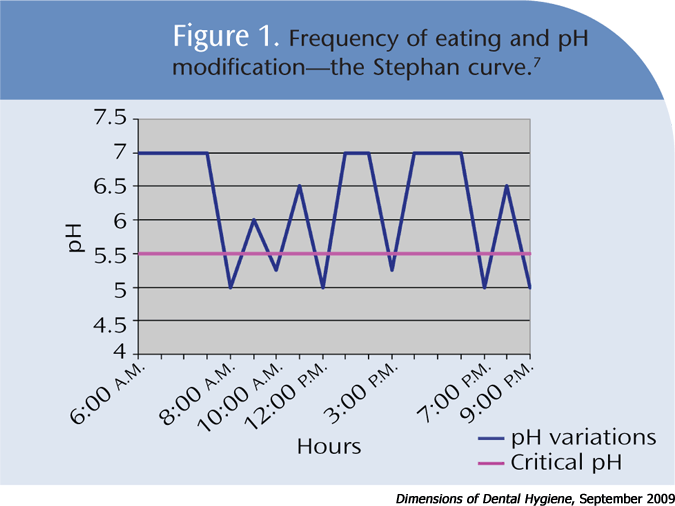 Figure 1. Frequency of eating and pH
modification—the Stephan curve.7
7.5
7
6.5
6
5.5
5
4.5
4
pH
6:00 A.M.
8:00 A.M.
10:00 A.M.
12:00 P.M.
3:00 P.M.
7:00 P.M.
9:00 P.M.
Hours
pH variations
Critical pH
Dimensions of Dental Hygiene, September 2009